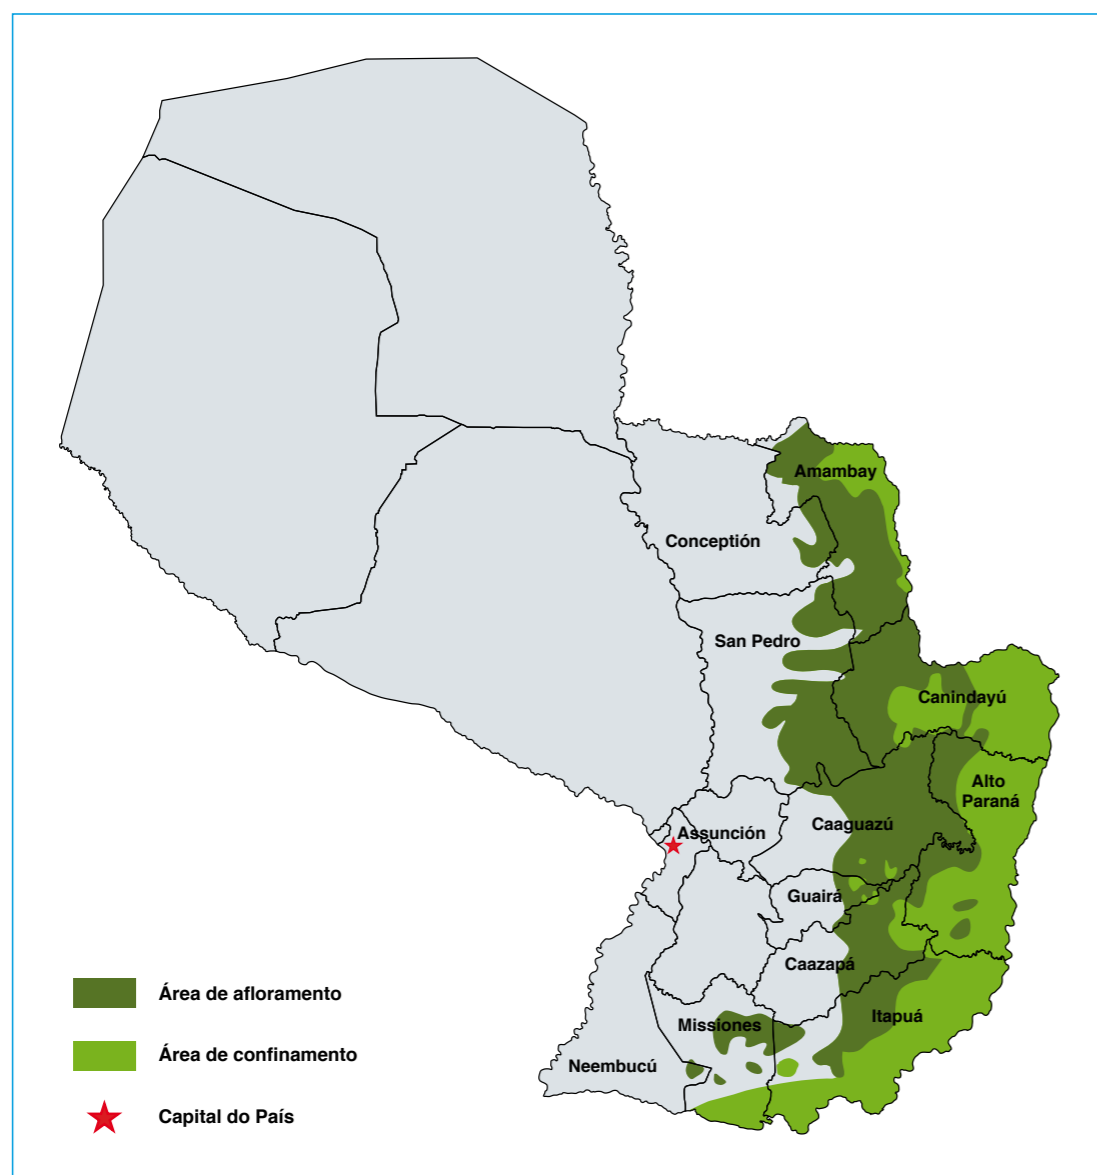 Amambay
Conceptión
San Pedro
Canindayú
Alto
Paraná
Assunción
Caaguazú
Guairá
Caazapá
Missiones
Itapuá
Neembucú
Área de afloramento
Área de confinamento
Capital do País